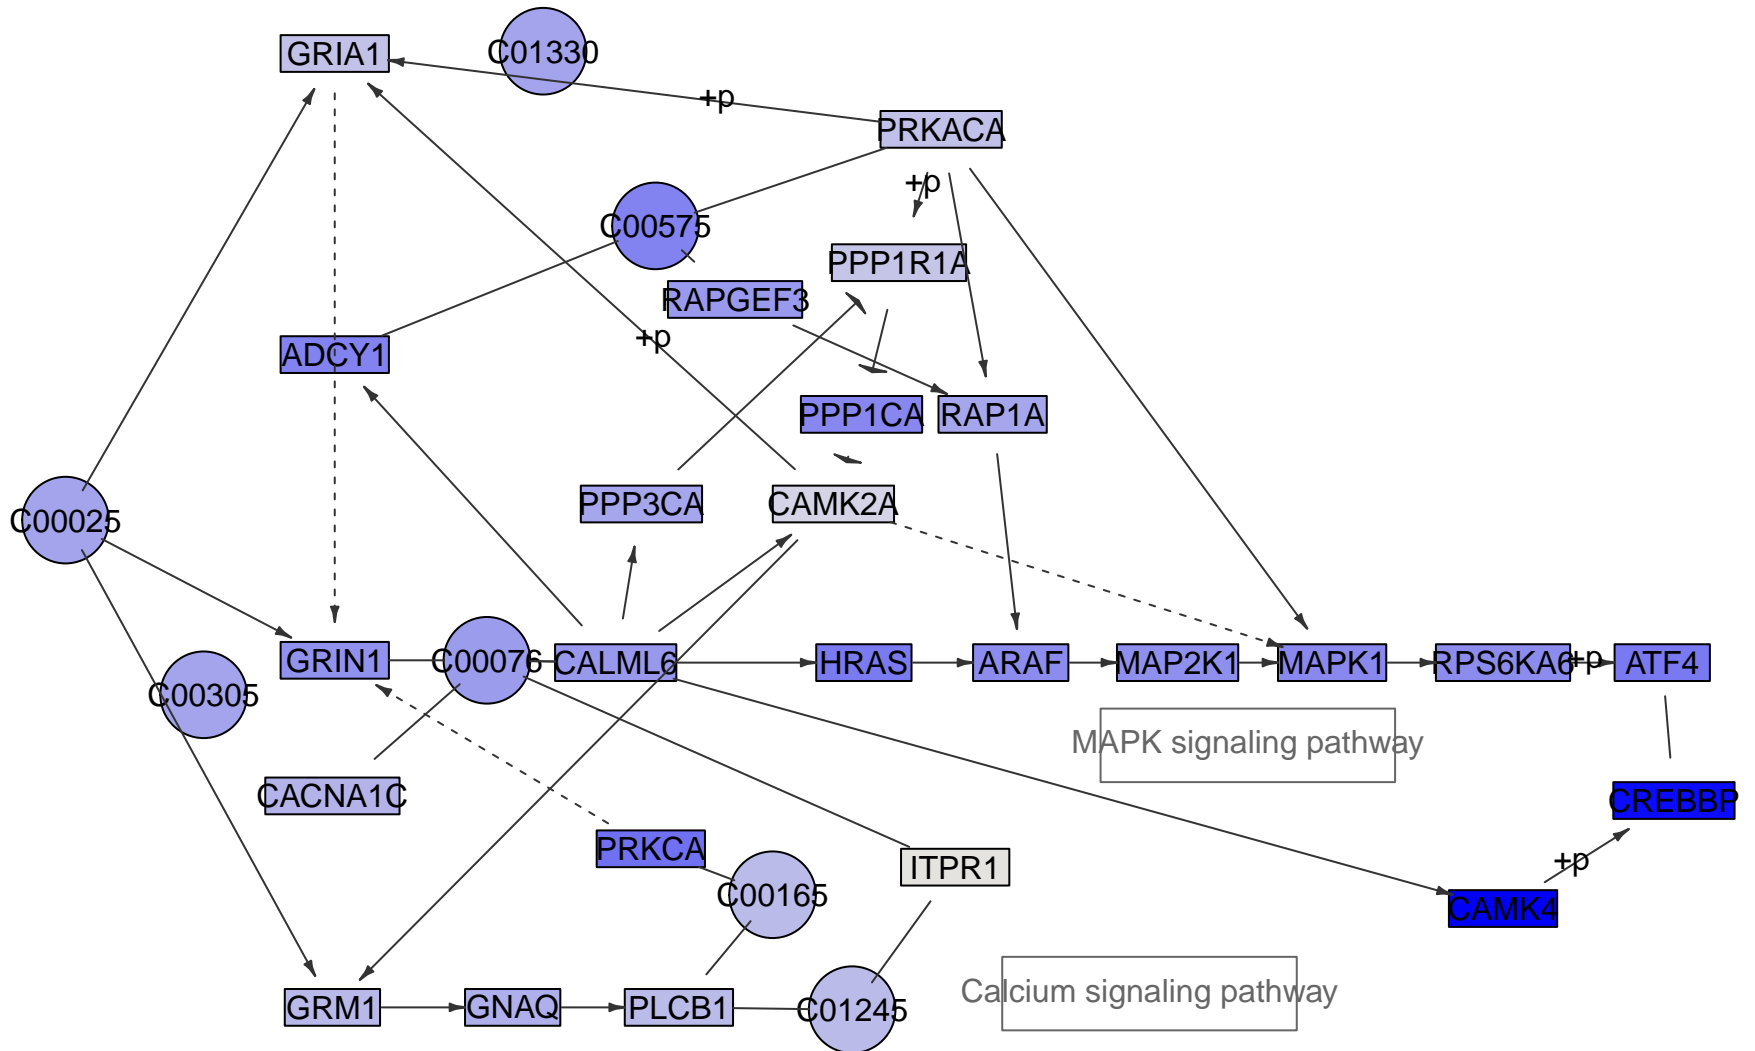 C01330
GRIA1
+p
PRKACA
+p
C00575
PPP1R1A
RAPGEF3
+p
ADCY1
PPP1CA
RAP1A
PPP3CA
CAMK2A
C00025
GRIN1
C00076
CALML6
HRAS
ARAF
MAP2K1
MAPK1
RPS6KA6
+p
ATF4
C00305
MAPK signaling pathway
CACNA1C
CREBBP
PRKCA
ITPR1
+p
C00165
CAMK4
Calcium signaling pathway
GRM1
GNAQ
PLCB1
C01245